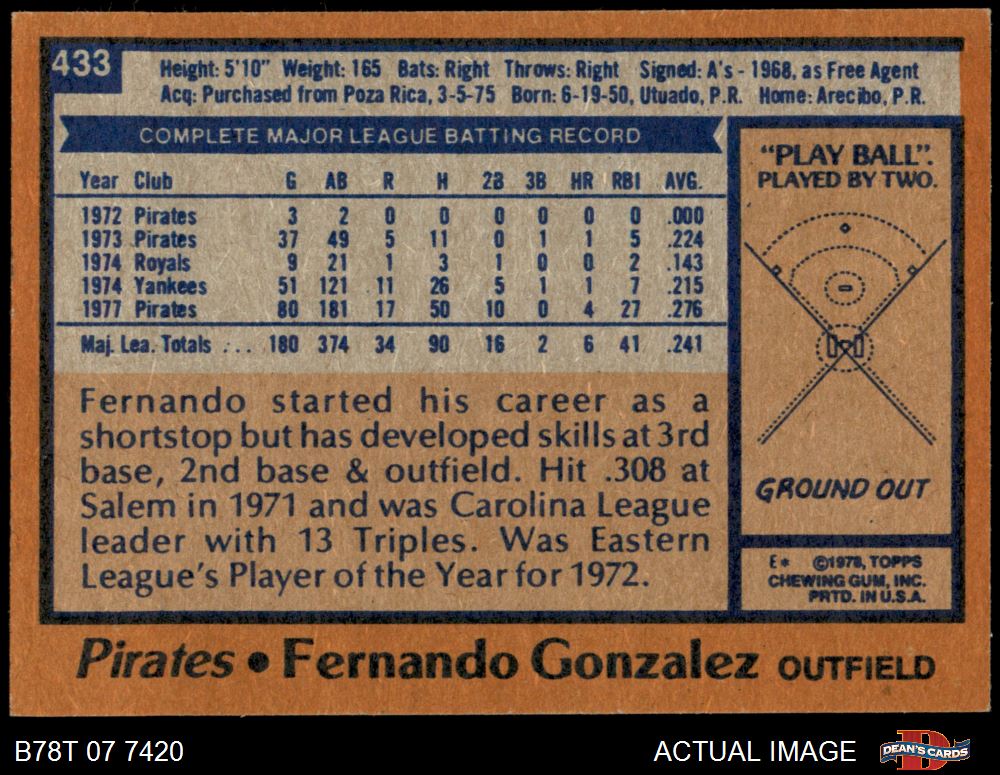 433
Height: 5'10" Weight: 165 Bats: Right Throws: Right Signed: A's - 1968, as Free Agent
Acq: Purchased from Poza Rica, 3-5-75 Born: 6-19-50, Utuado, P.R. Home: Arecibo, P.R.
COMPLETE MAJOR LEAGUE BATTING RECORD
Year Club G AB R H 2B 3B HR RBI AVG.
1972 Pirates 3 2 0 0 0 0 0 0 .000
1973 Pirates 37 49 5 11 0 1 1 5 .224
1974 Royals 9 21 1 3 1 0 0 2 .143
1974 Yankees 51 121 11 26 5 1 1 7 .215
1977 Pirates 80 181 17 50 10 0 4 27 .276
Maj. Lea. Totals ... 180 374 34 90 16 2 6 41 .241
Fernando started his career as a
shortstop but has developed skills at 3rd
base, 2nd base & outfield. Hit .308 at
Salem in 1971 and was Carolina League
leader with 13 Triples. Was Eastern
League's Player of the Year for 1972.
"PLAY BALL".
PLAYED BY TWO.
GROUND OUT
E* ©1978, TOPPS
CHEWING GUM, INC.
PRTD. IN U.S.A.
Pirates • Fernando Gonzalez OUTFIELD
B78T 07 7420
ACTUAL IMAGE
D
DEAN'S CARDS